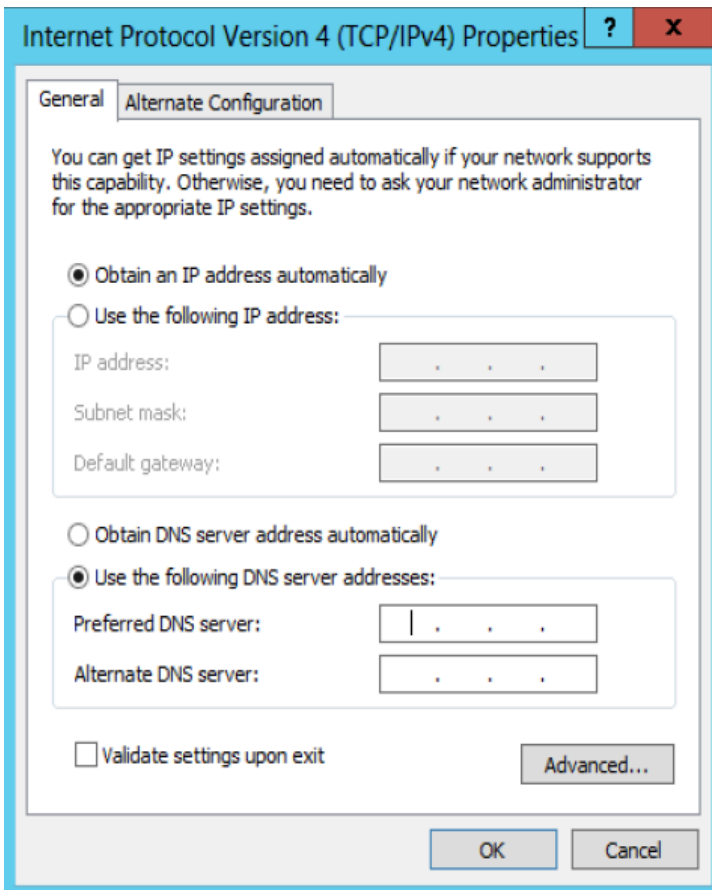 Internet Protocol Version 4 (TCP/IPv4) Properties ? x
General Alternate Configuration
You can get IP settings assigned automatically if your network supports
this capability. Otherwise, you need to ask your network administrator
for the appropriate IP settings.
Obtain an IP address automatically
Use the following IP address:
IP address: . . .
Subnet mask: . . .
Default gateway: . . .
Obtain DNS server address automatically
Use the following DNS server addresses:
Preferred DNS server: . . .
Alternate DNS server: . . .
Validate settings upon exit
Advanced...
OK Cancel